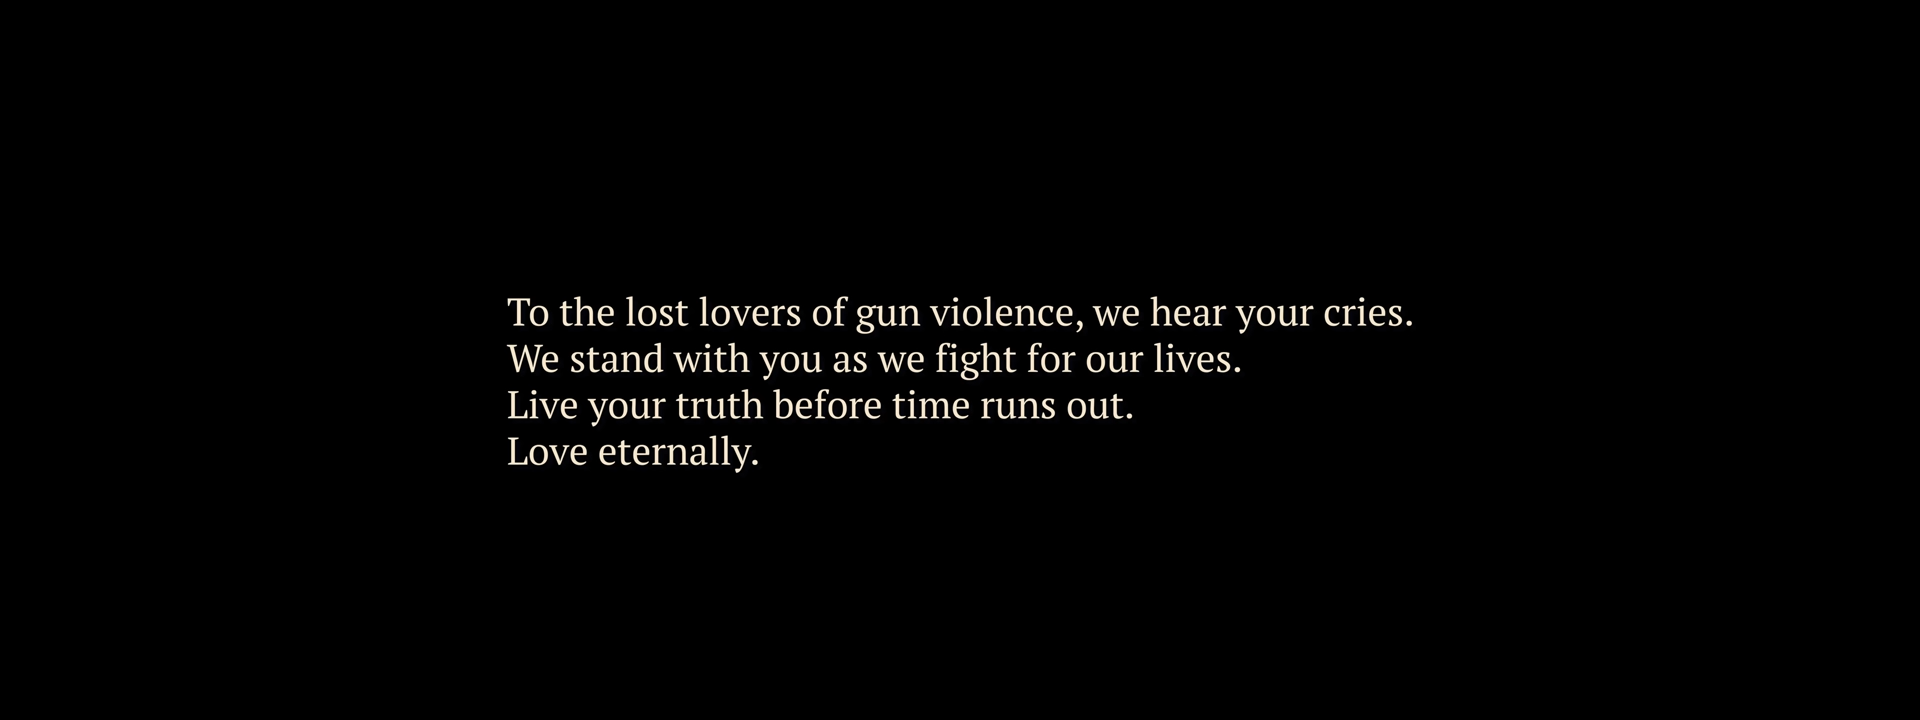 To the lost lovers of gun violence, we hear your cries.
We stand with you as we fight for our lives.
Live your truth before time runs out.
Love eternally.